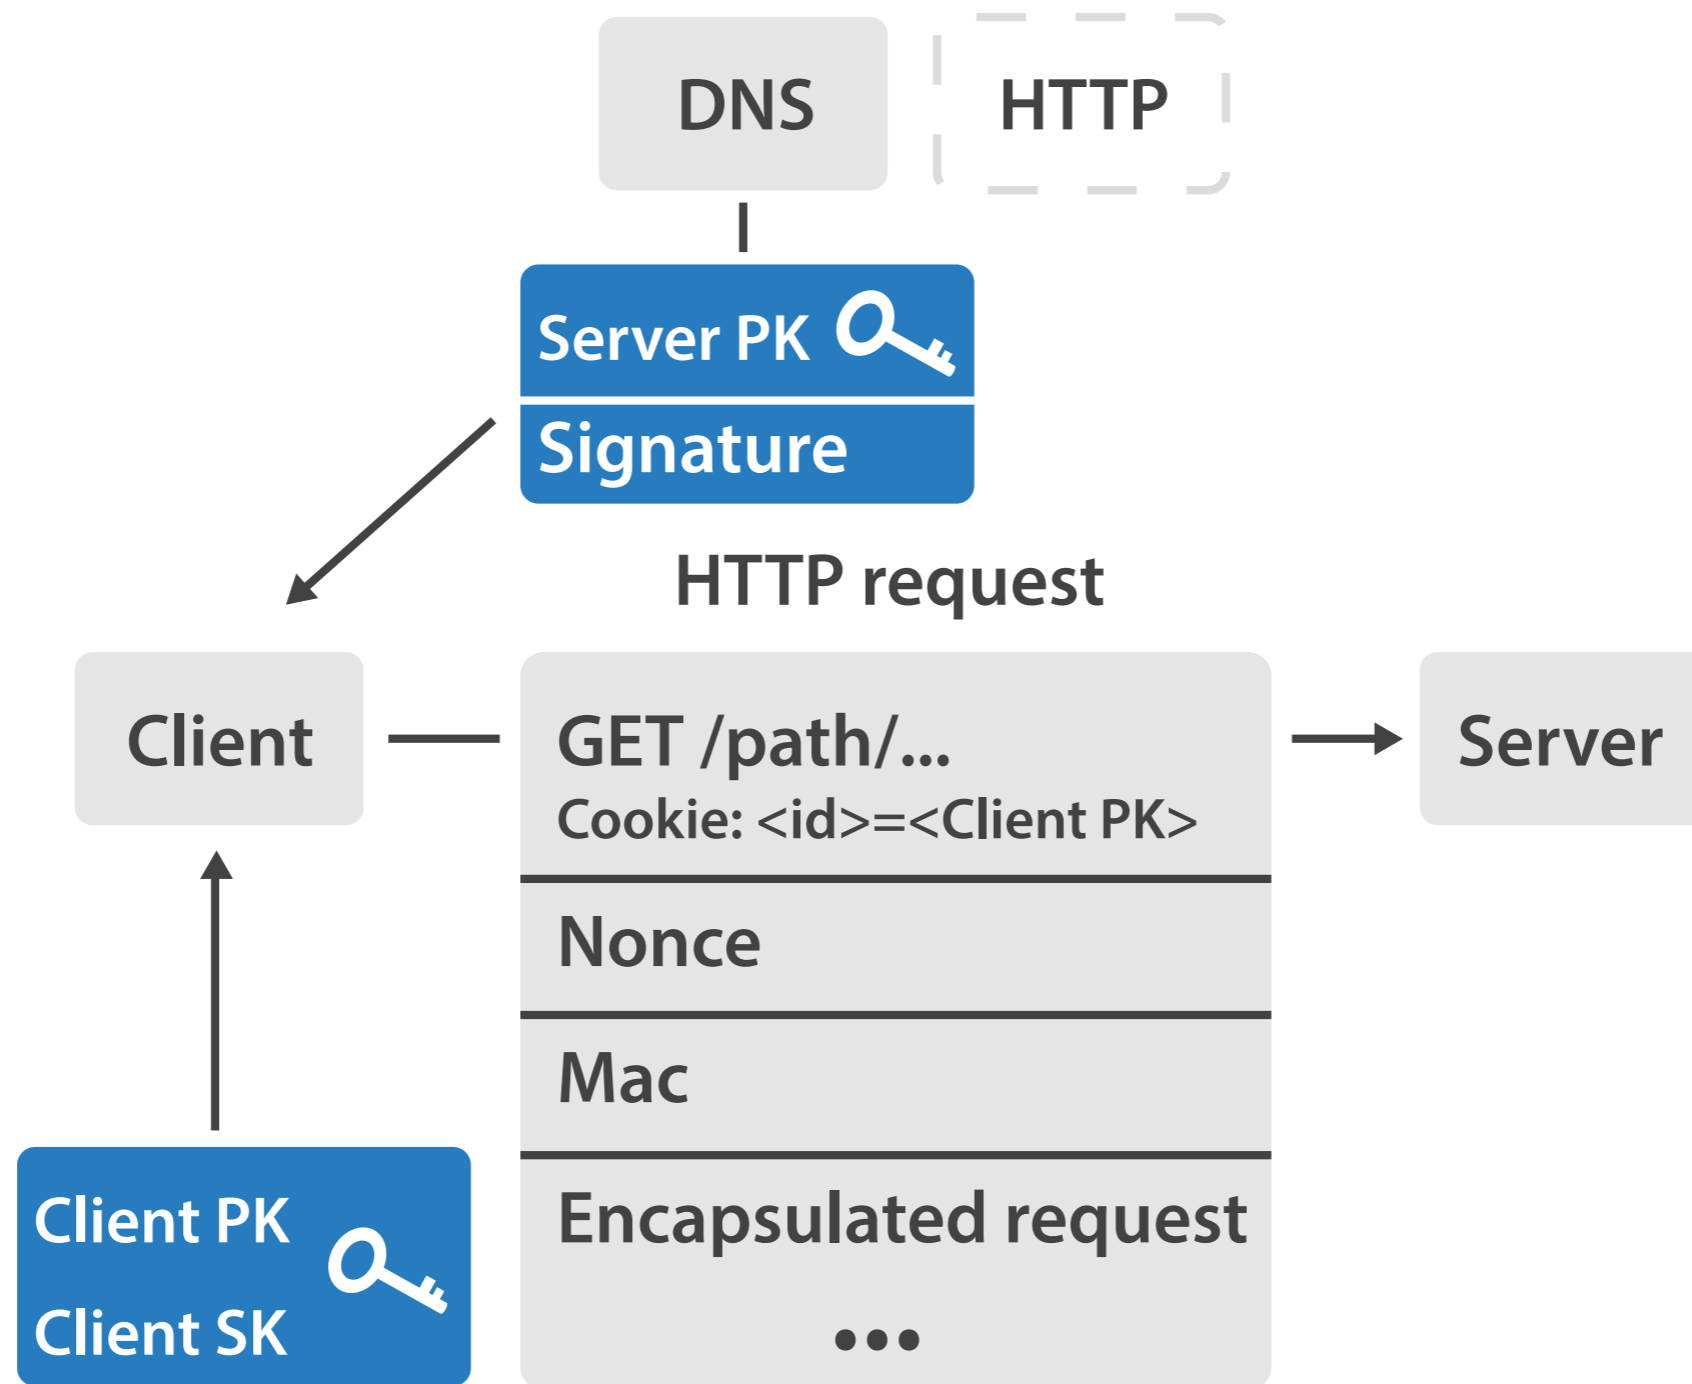 DNS
HTTP
Server PK
Signature
HTTP request
Client
GET /path/...
Cookie: <id>=<Client PK>
Server
Nonce
Mac
Client PK
Client SK
Encapsulated request
...